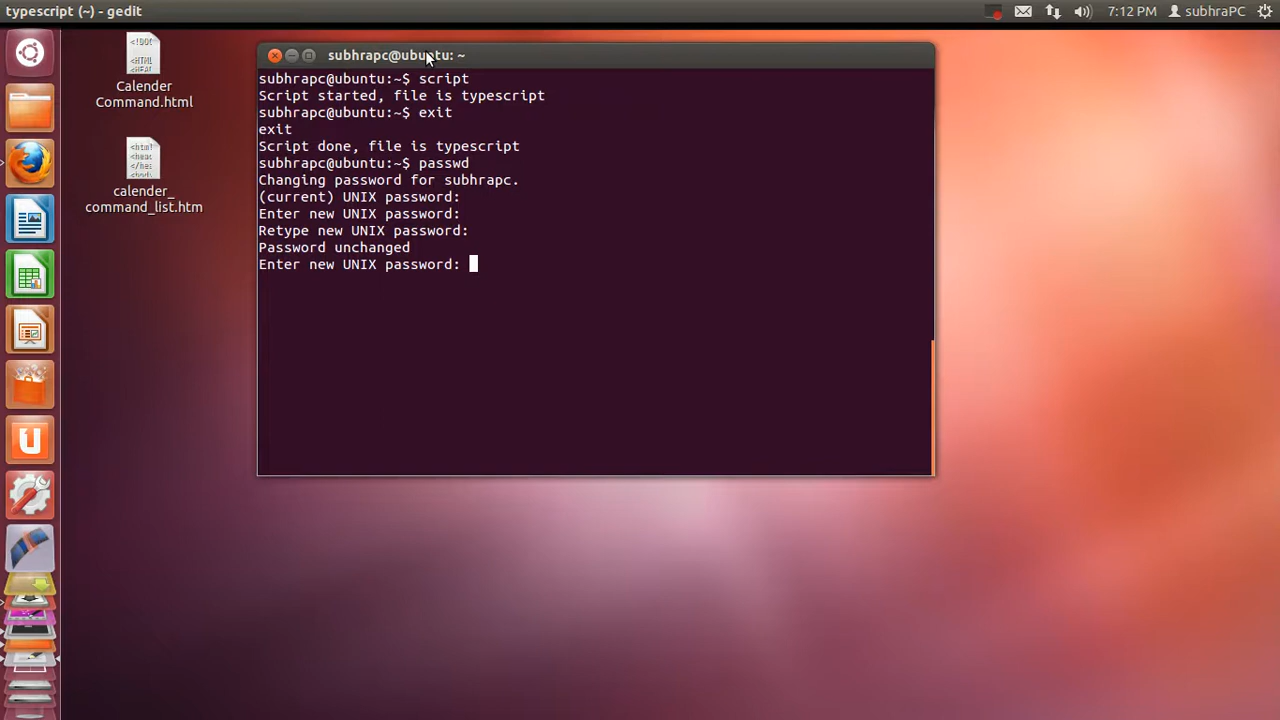 typescript (~) - gedit
7:12 PM
subhraPC
Calender
Command.html
calender_
command_list.htm
subhrapc@ubuntu: ~
subhrapc@ubuntu:~$ script
Script started, file is typescript
subhrapc@ubuntu:~$ exit
exit
Script done, file is typescript
subhrapc@ubuntu:~$ passwd
Changing password for subhrapc.
(current) UNIX password:
Enter new UNIX password:
Retype new UNIX password:
Password unchanged
Enter new UNIX password: